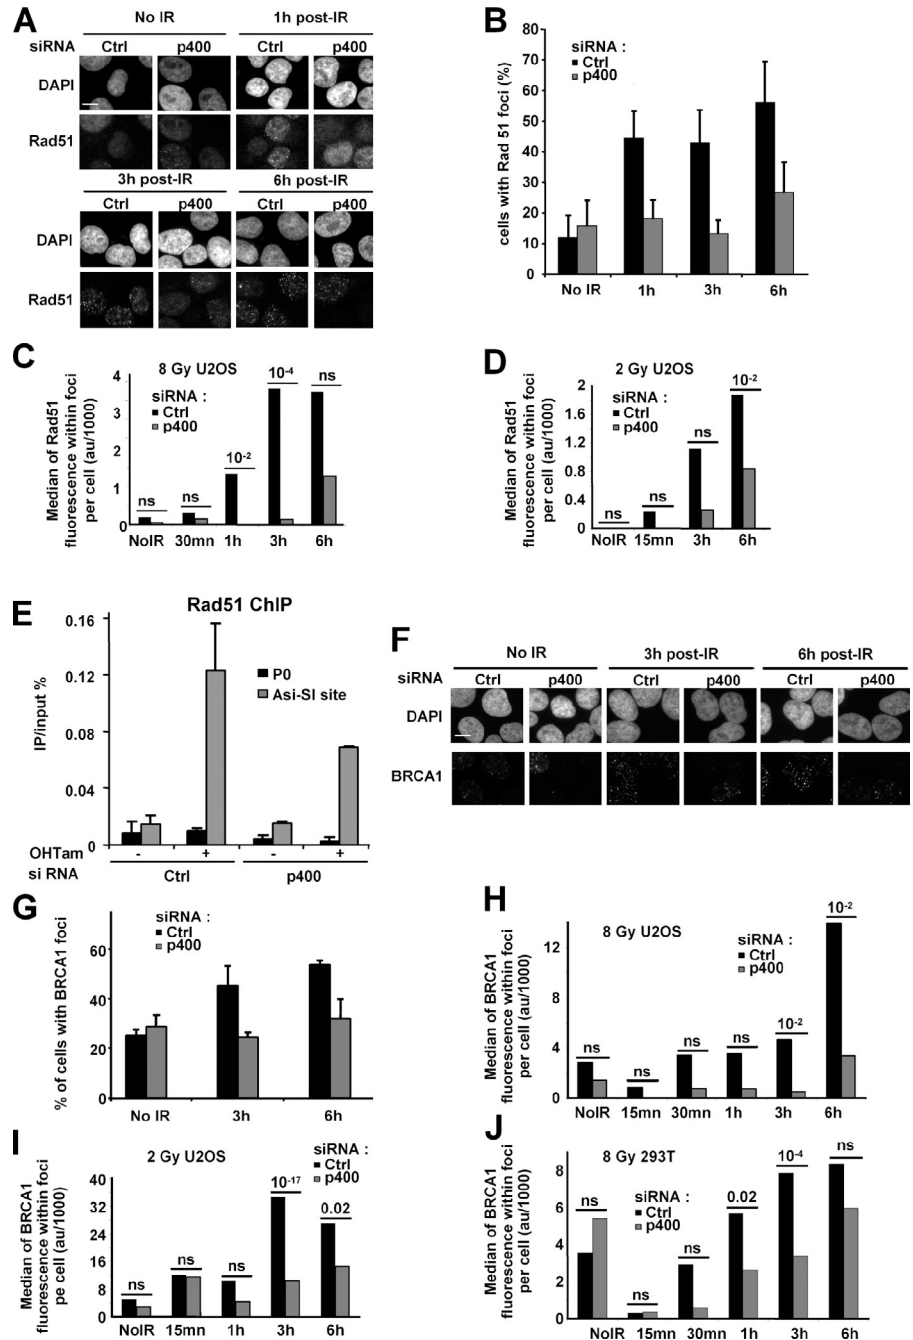 A
No IR
1h post-IR
siRNA
Ctrl
p400
Ctrl
p400
DAPI
Rad51
3h post-IR
6h post-IR
Ctrl
p400
Ctrl
p400
DAPI
Rad51
B
siRNA :
Ctrl
p400
cells with Rad 51 foci (%)
80
70
60
50
40
30
20
10
0
No IR
1h
3h
6h
C
8 Gy U2OS
siRNA :
Ctrl
p400
Median of Rad51
fluorescence within foci
per cell (au/1000)
4
3
2
1
0
ns
ns
10-2
10-4
ns
NoIR
30mn
1h
3h
6h
D
2 Gy U2OS
siRNA :
Ctrl
p400
Median of Rad51
fluorescence within foci
per cell (au/1000)
2
1.6
1.2
0.8
0.4
0
ns
ns
ns
10-2
NoIR
15mn
3h
6h
E
Rad51 ChIP
P0
Asi-SI site
IP/input %
0.16
0.12
0.08
0.04
0
OHTam
-
+
-
+
si RNA
Ctrl
p400
F
No IR
3h post-IR
6h post-IR
siRNA
Ctrl
p400
Ctrl
p400
Ctrl
p400
DAPI
BRCA1
G
siRNA :
Ctrl
p400
% of cells with BRCA1 foci
60
40
20
0
No IR
3h
6h
H
8 Gy U2OS
siRNA :
Ctrl
p400
Median of BRCA1
fluorescence within foci
per cell (au/1000)
12
8
4
0
ns
ns
ns
ns
10-2
10-2
NoIR
15mn
30mn
1h
3h
6h
I
2 Gy U2OS
siRNA :
Ctrl
p400
Median of BRCA1
fluorescence within foci
pe cell (au/1000)
40
32
24
16
8
0
ns
ns
ns
10-17
0.02
NoIR
15mn
1h
3h
6h
J
8 Gy 293T
siRNA :
Ctrl
p400
Median of BRCA1
fluorescence within foci
per cell (au/1000)
8
6
4
2
0
ns
ns
ns
0.02
10-4
ns
NoIR
15mn
30mn
1h
3h
6h